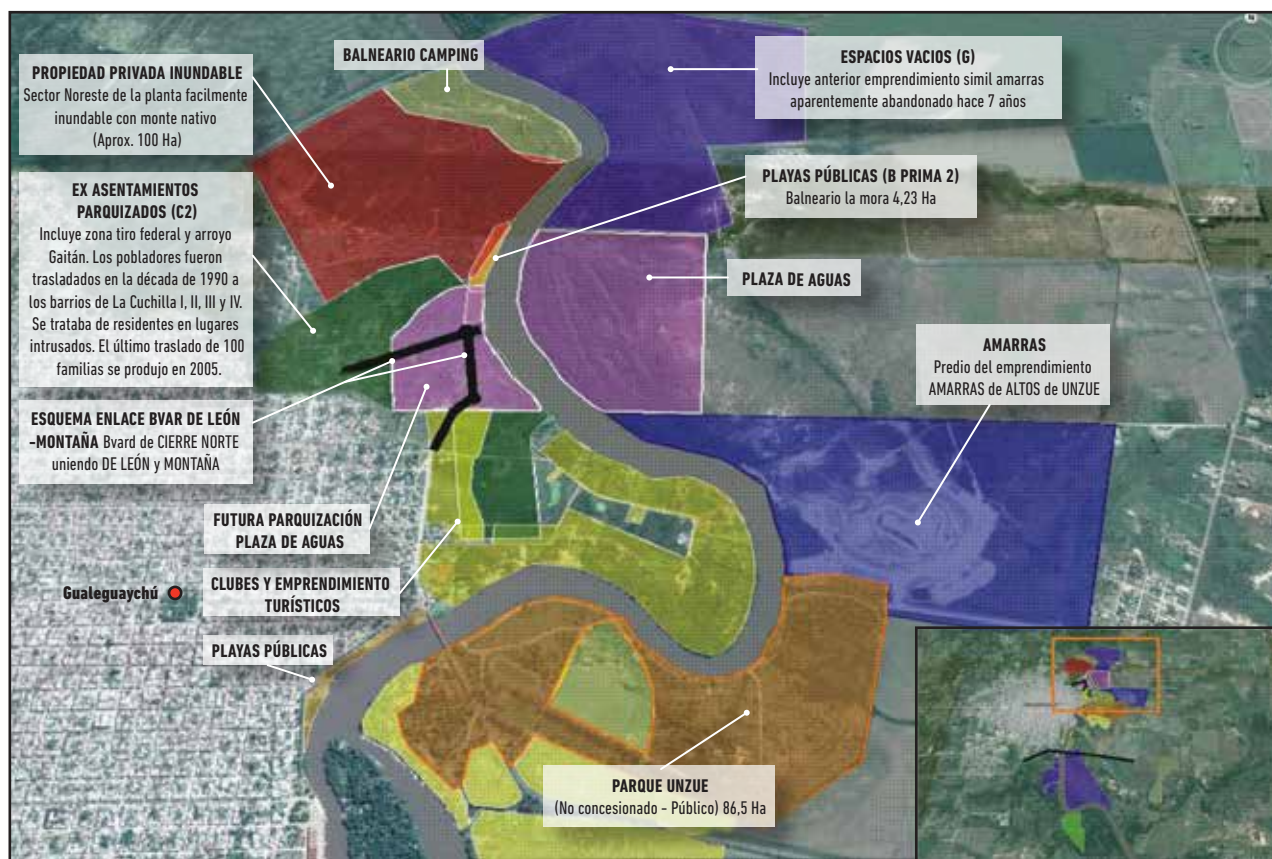 BALNEARIO CAMPING
PROPIEDAD PRIVADA INUNDABLE
Sector Noreste de la planta facilmente
inundable con monte nativo
(Aprox. 100 Ha)
ESPACIOS VACIOS (G)
Incluye anterior emprendimiento simil amarras
aparentemente abandonado hace 7 años
N
PLAYAS PÚBLICAS (B PRIMA 2)
Balneario la mora 4,23 Ha
EX ASENTAMIENTOS
PARQUIZADOS (C2)
Incluye zona tiro federal y arroyo
Gaitán. Los pobladores fueron
trasladados en la década de 1990 a
los barrios de La Cuchilla I, II, III y IV.
Se trataba de residentes en lugares
intrusados. El último traslado de 100
familias se produjo en 2005.
PLAZA DE AGUAS
AMARRAS
Predio del emprendimiento
AMARRAS de ALTOS de UNZUE
ESQUEMA ENLACE BVAR DE LEÓN
-MONTAÑA Bvard de CIERRE NORTE
uniendo DE LEÓN y MONTAÑA
FUTURA PARQUIZACIÓN
PLAZA DE AGUAS
CLUBES Y EMPRENDIMIENTO
TURÍSTICOS
Gualeguaychú
PLAYAS PÚBLICAS
PARQUE UNZUE
(No concesionado - Público) 86,5 Ha